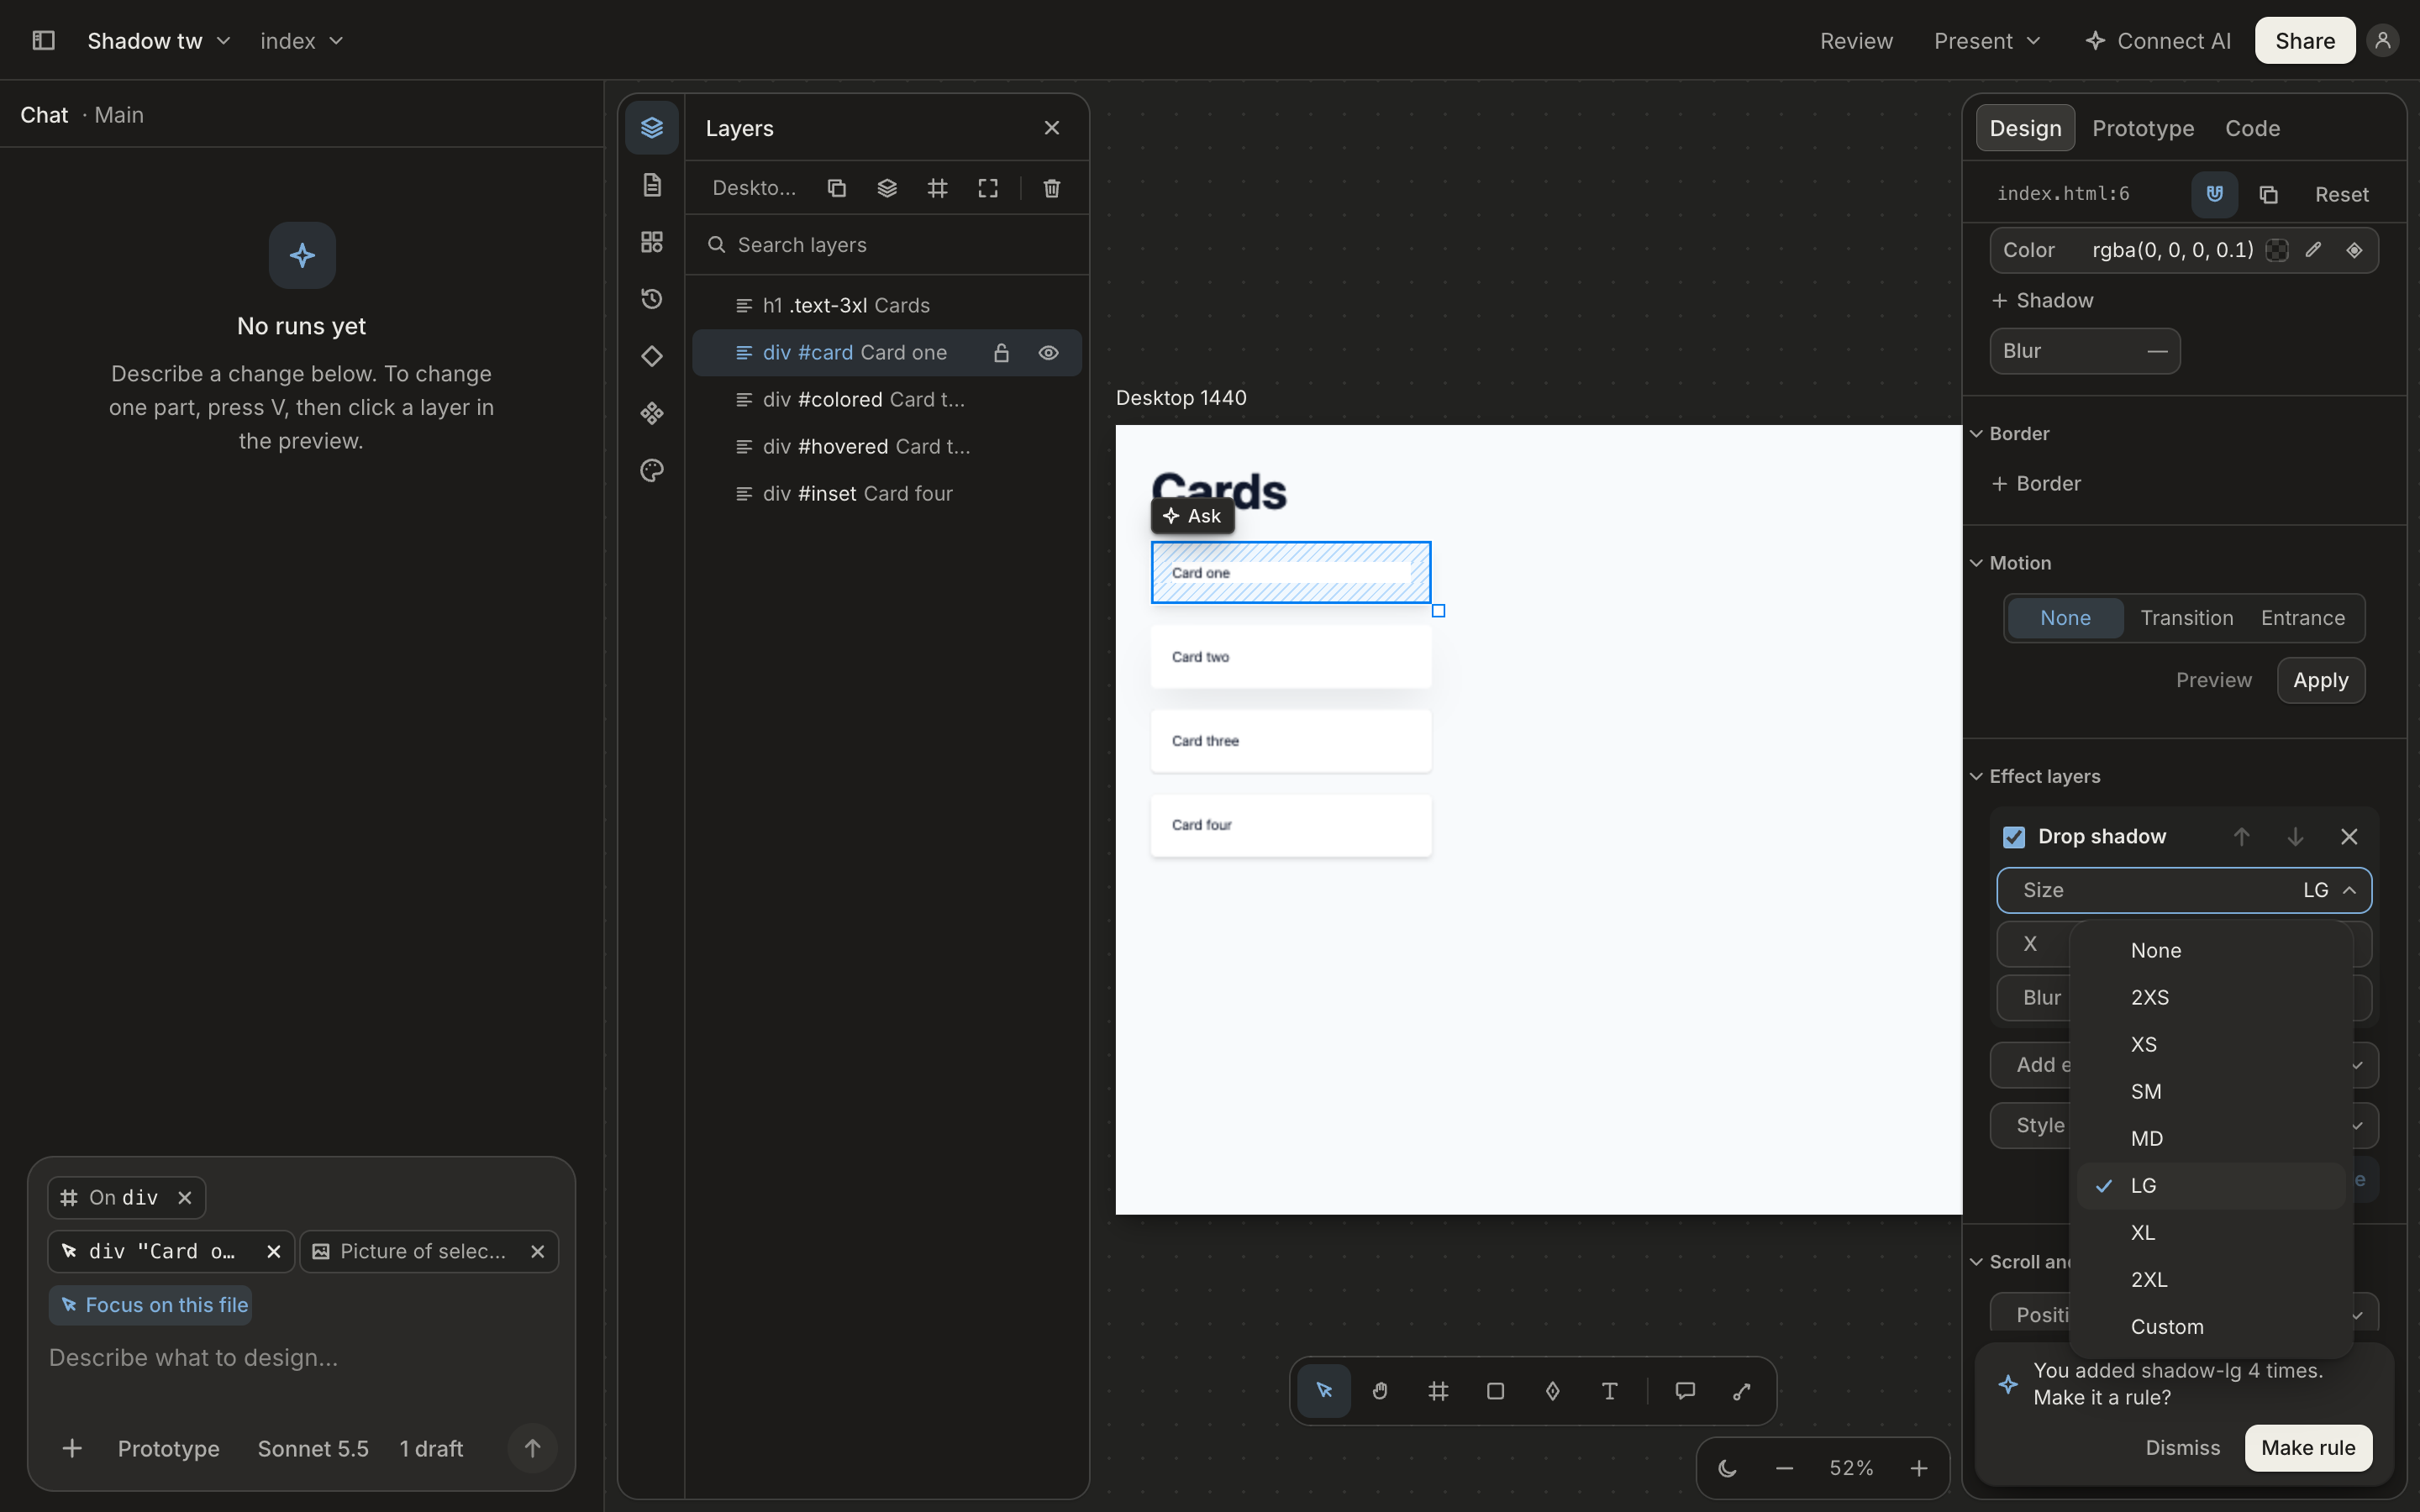 Shadow tw
index
Review
Present
Connect AI
Share
Chat · Main
No runs yet
Describe a change below. To change
one part, press V, then click a layer in
the preview.
On div
div "Card o…
Picture of selec…
Focus on this file
Describe what to design…
Prototype
Sonnet 5.5
1 draft
Layers
Deskto…
Search layers
h1 .text-3xl Cards
div #card Card one
div #colored Card t…
div #hovered Card t…
div #inset Card four
Desktop 1440
Cards
Ask
Card one
Card two
Card three
Card four
52%
Design
Prototype
Code
index.html:6
Reset
Color rgba(0, 0, 0, 0.1)
Shadow
Blur —
Border
Border
Motion
None Transition Entrance
Preview Apply
Effect layers
Drop shadow
Size LG
X
Blur
Add e
Style
e
None
2XS
XS
SM
MD
LG
XL
2XL
Custom
Scroll and
Positi
You added shadow-lg 4 times.
Make it a rule?
Dismiss
Make rule